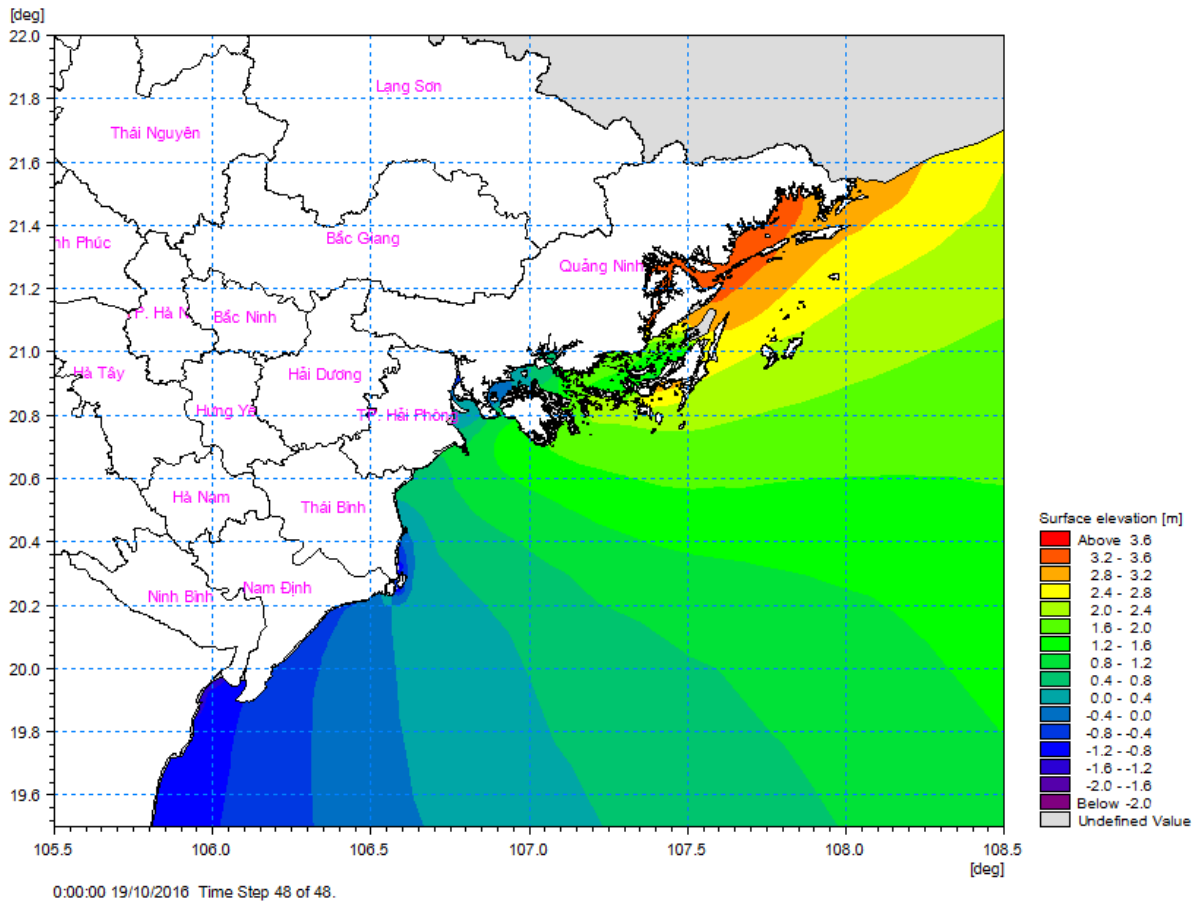 [deg]
22.0
21.8
21.6
21.4
21.2
21.0
20.8
20.6
20.4
20.2
20.0
19.8
19.6
Lạng Sơn
Thái Nguyên
nh Phúc
Bắc Giang
Quảng Ninh
P. Hà N
Bắc Ninh
Hà Tây
Hải Dương
Hưng Yê
TP. Hải Phòng
Hà Nam
Thái Bình
Ninh Bình
Nam Định
105.5 106.0 106.5 107.0 107.5 108.0 108.5
[deg]
Surface elevation [m]
Above 3.6
3.2 - 3.6
2.8 - 3.2
2.4 - 2.8
2.0 - 2.4
1.6 - 2.0
1.2 - 1.6
0.8 - 1.2
0.4 - 0.8
0.0 - 0.4
-0.4 - 0.0
-0.8 - -0.4
-1.2 - -0.8
-1.6 - -1.2
-2.0 - -1.6
Below -2.0
Undefined Value
0:00:00 19/10/2016 Time Step 48 of 48.